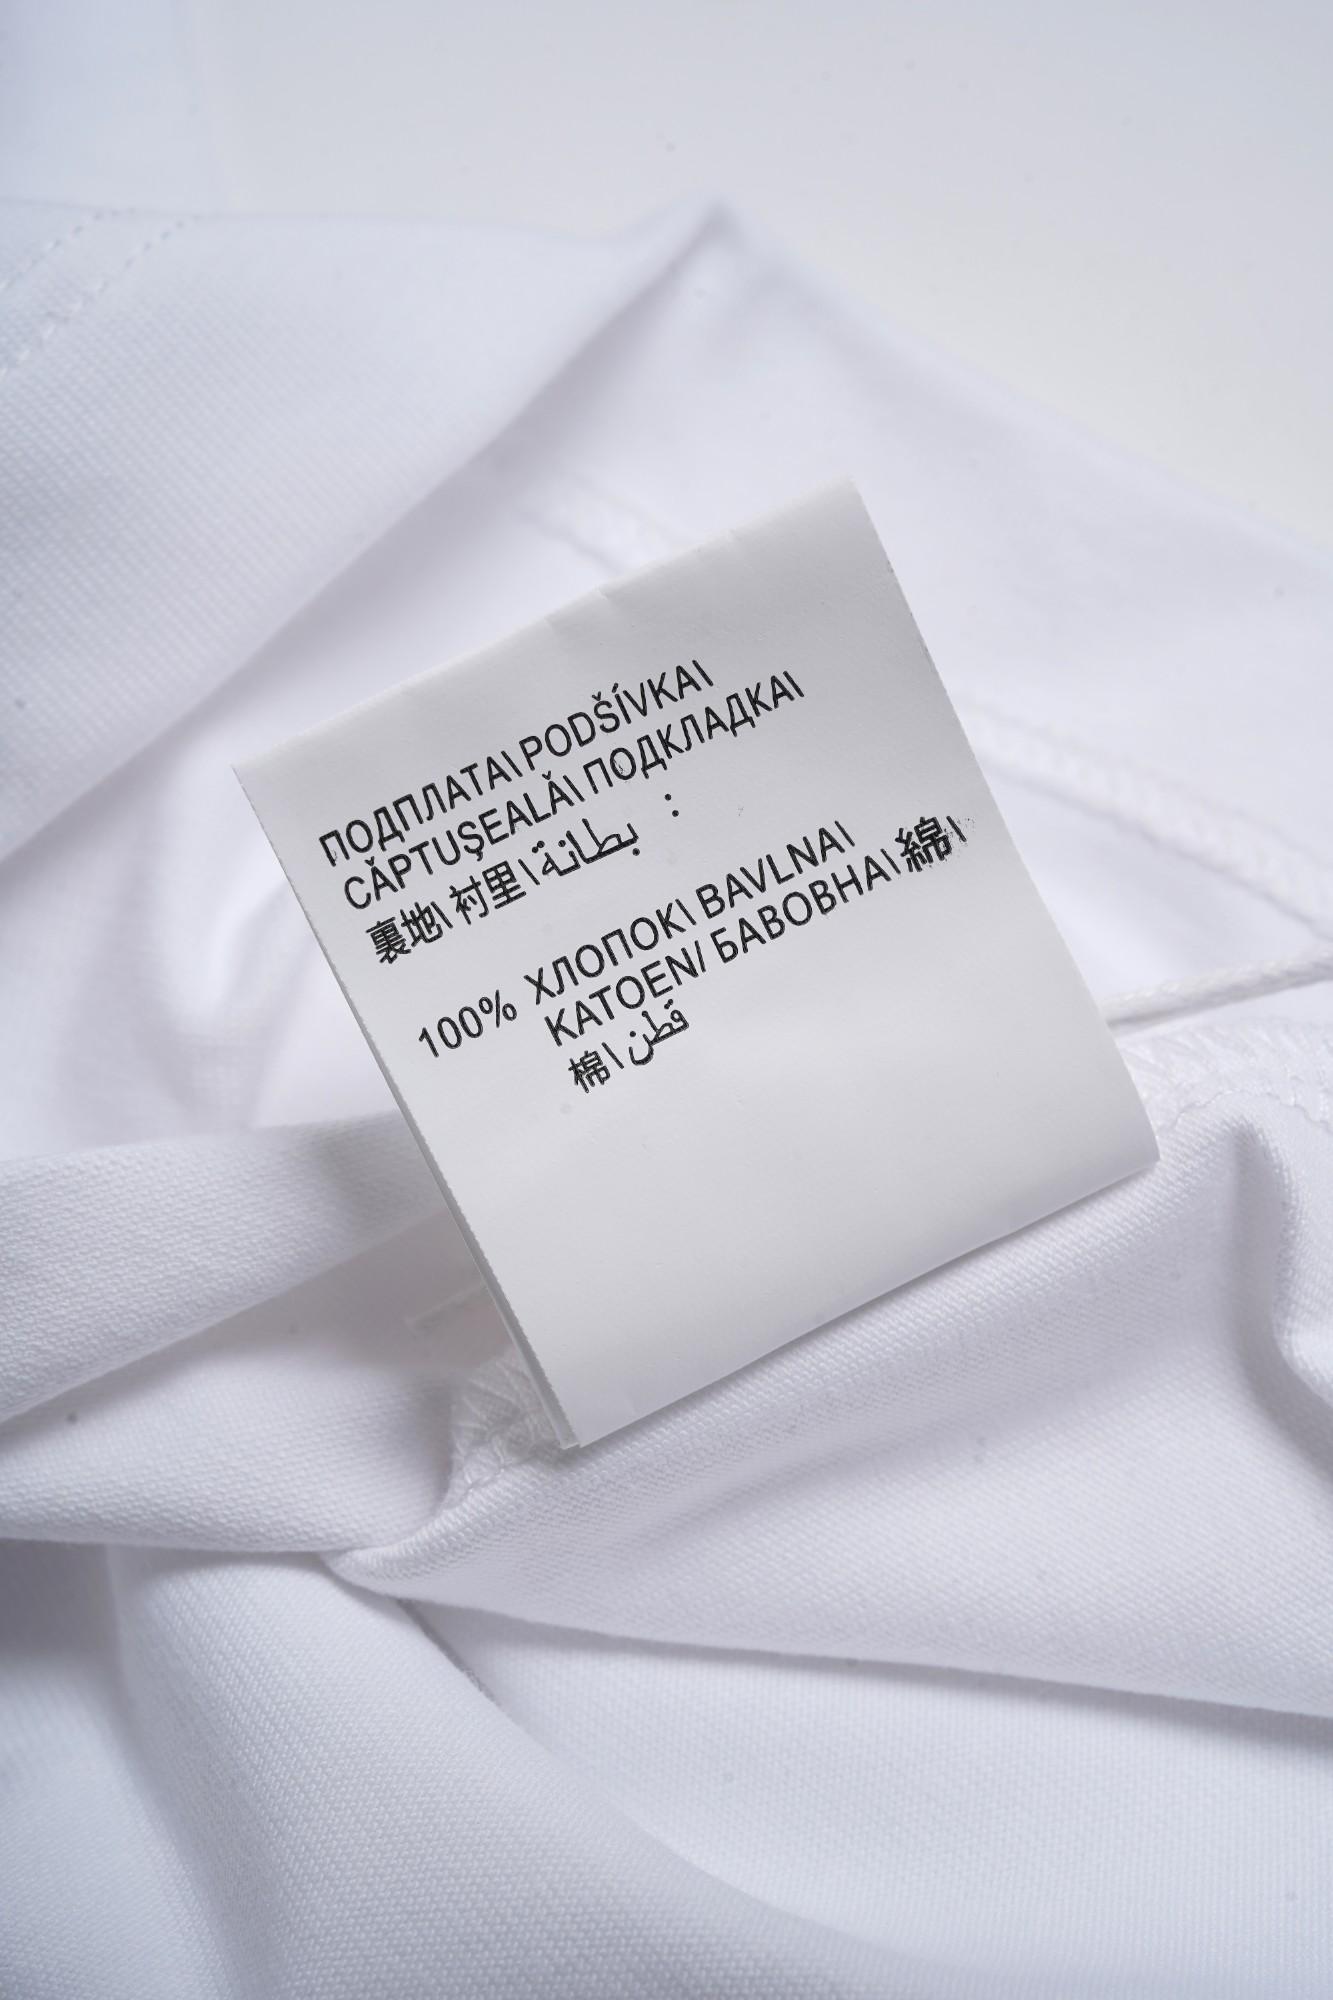 ПОДПЛАТА\ PODŠÍVKA\
CĂPTUŞEALĂ\ ПОДКЛАДКА\
裏地\ 衬里\ بطانة :
100% ХЛОПОК\ BAVLNA\
KATOEN/ БАВОВНА\ 綿\
棉\ قطن